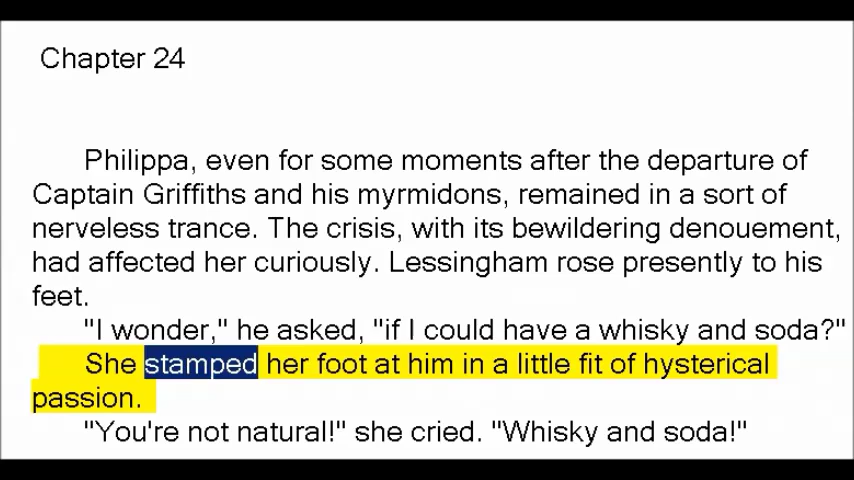 Chapter 24
Philippa, even for some moments after the departure of
Captain Griffiths and his myrmidons, remained in a sort of
nerveless trance. The crisis, with its bewildering denouement,
had affected her curiously. Lessingham rose presently to his
feet.
"I wonder," he asked, "if I could have a whisky and soda?"
She stamped her foot at him in a little fit of hysterical
passion.
"You're not natural!" she cried. "Whisky and soda!"